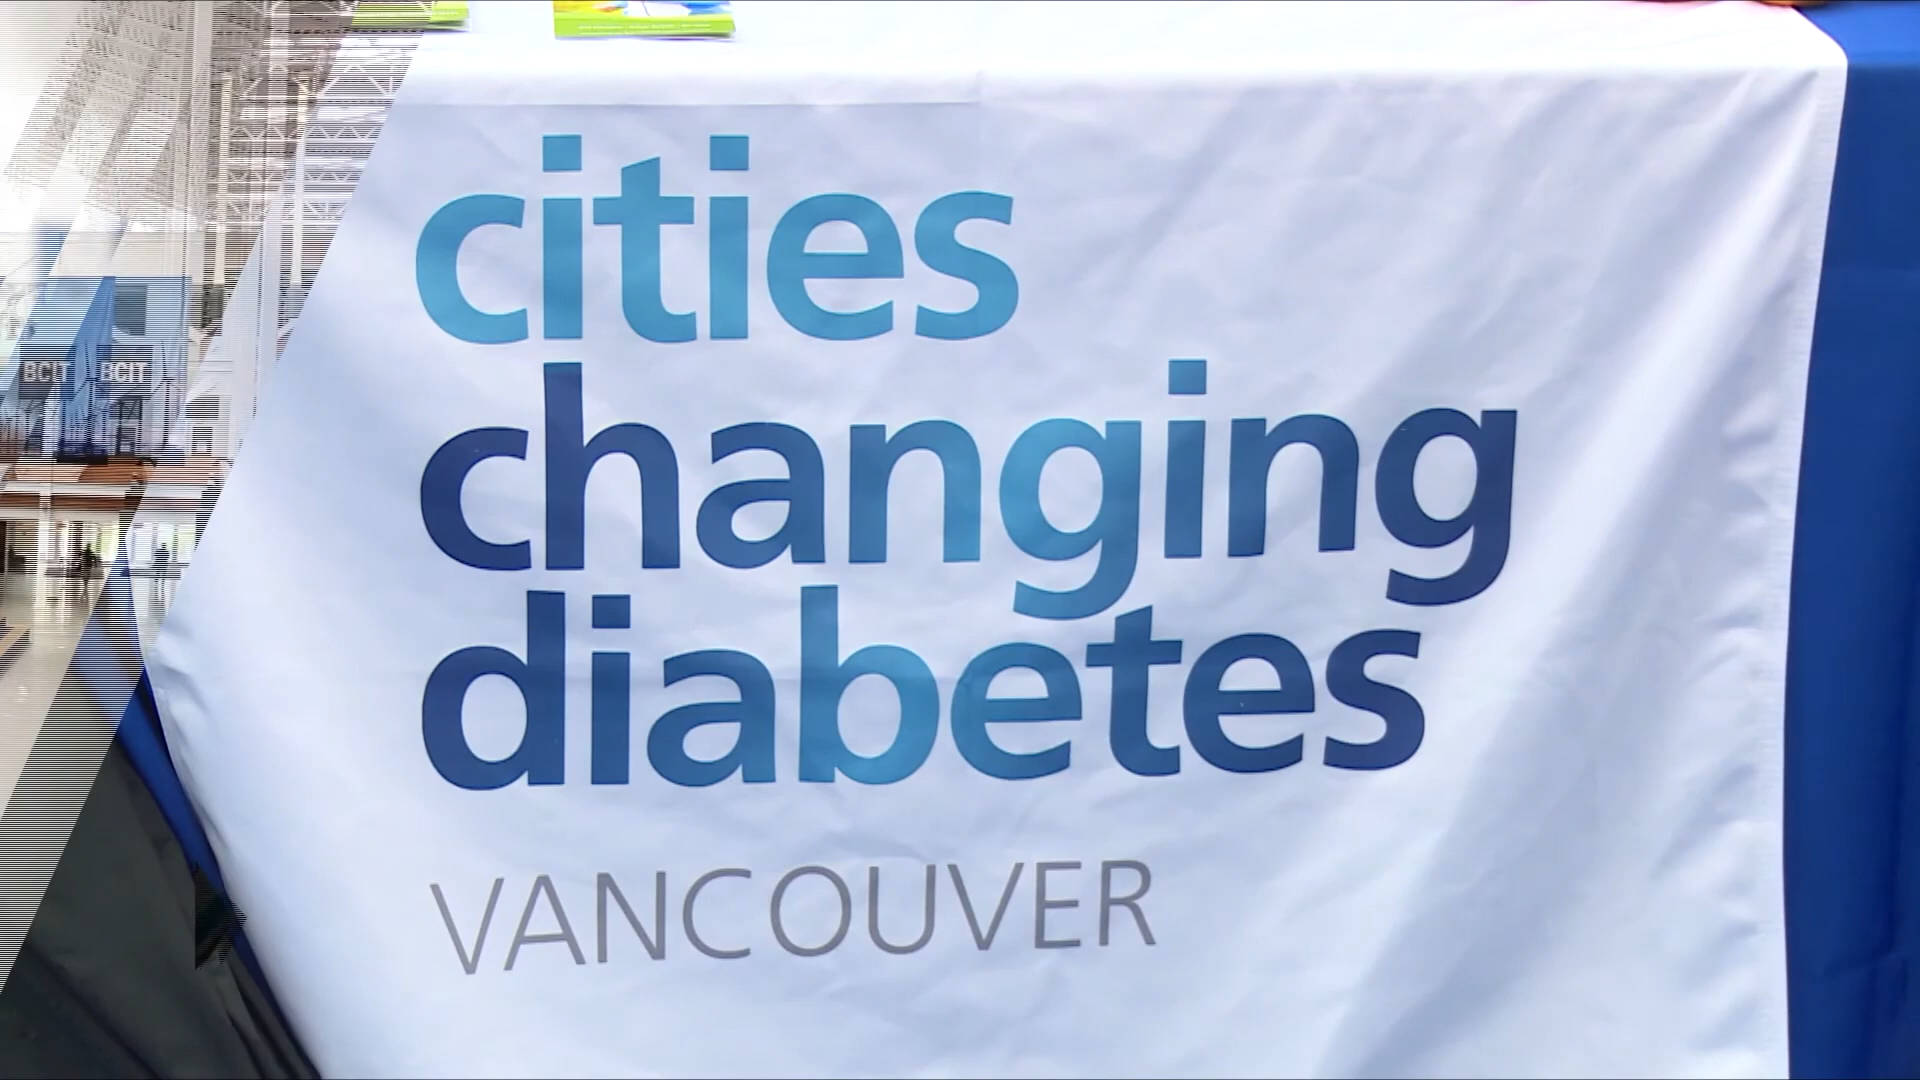 cities
changing
diabetes
VANCOUVER
BCIT BCIT